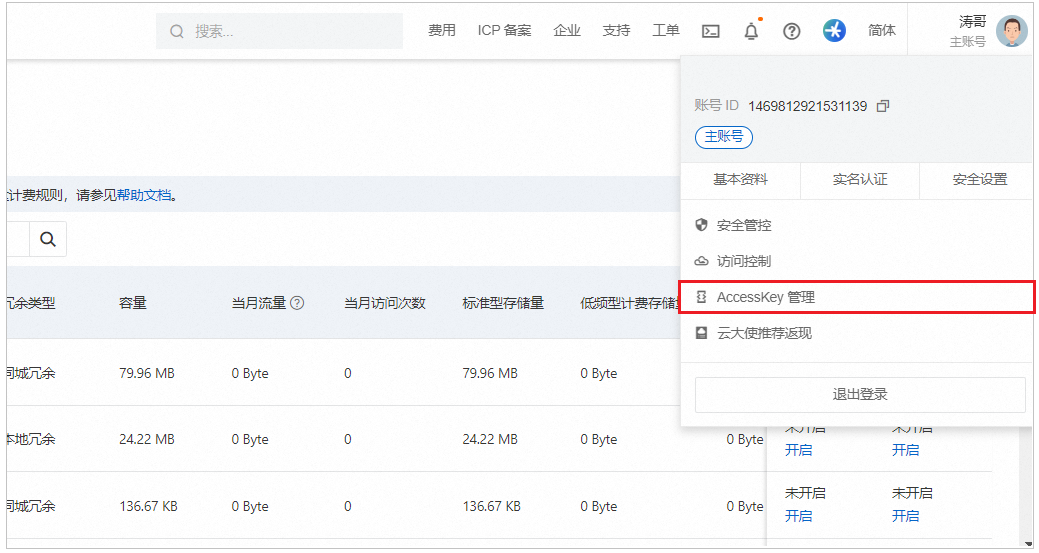 搜索...
费用 ICP 备案 企业 支持 工单 简体 涛哥
主账号
账号 ID 1469812921531139
主账号
基本资料 实名认证 安全设置
计费规则，请参见帮助文档。
安全管控
访问控制
AccessKey 管理
云大使推荐返现
退出登录
冗余类型 容量 当月流量 当月访问次数 标准型存储量 低频型计费存储量
同城冗余 79.96 MB 0 Byte 0 79.96 MB 0 Byte
本地冗余 24.22 MB 0 Byte 0 24.22 MB 0 Byte 未开启 未开启
开启 开启
同城冗余 136.67 KB 0 Byte 0 136.67 KB 0 Byte 未开启 未开启
开启 开启